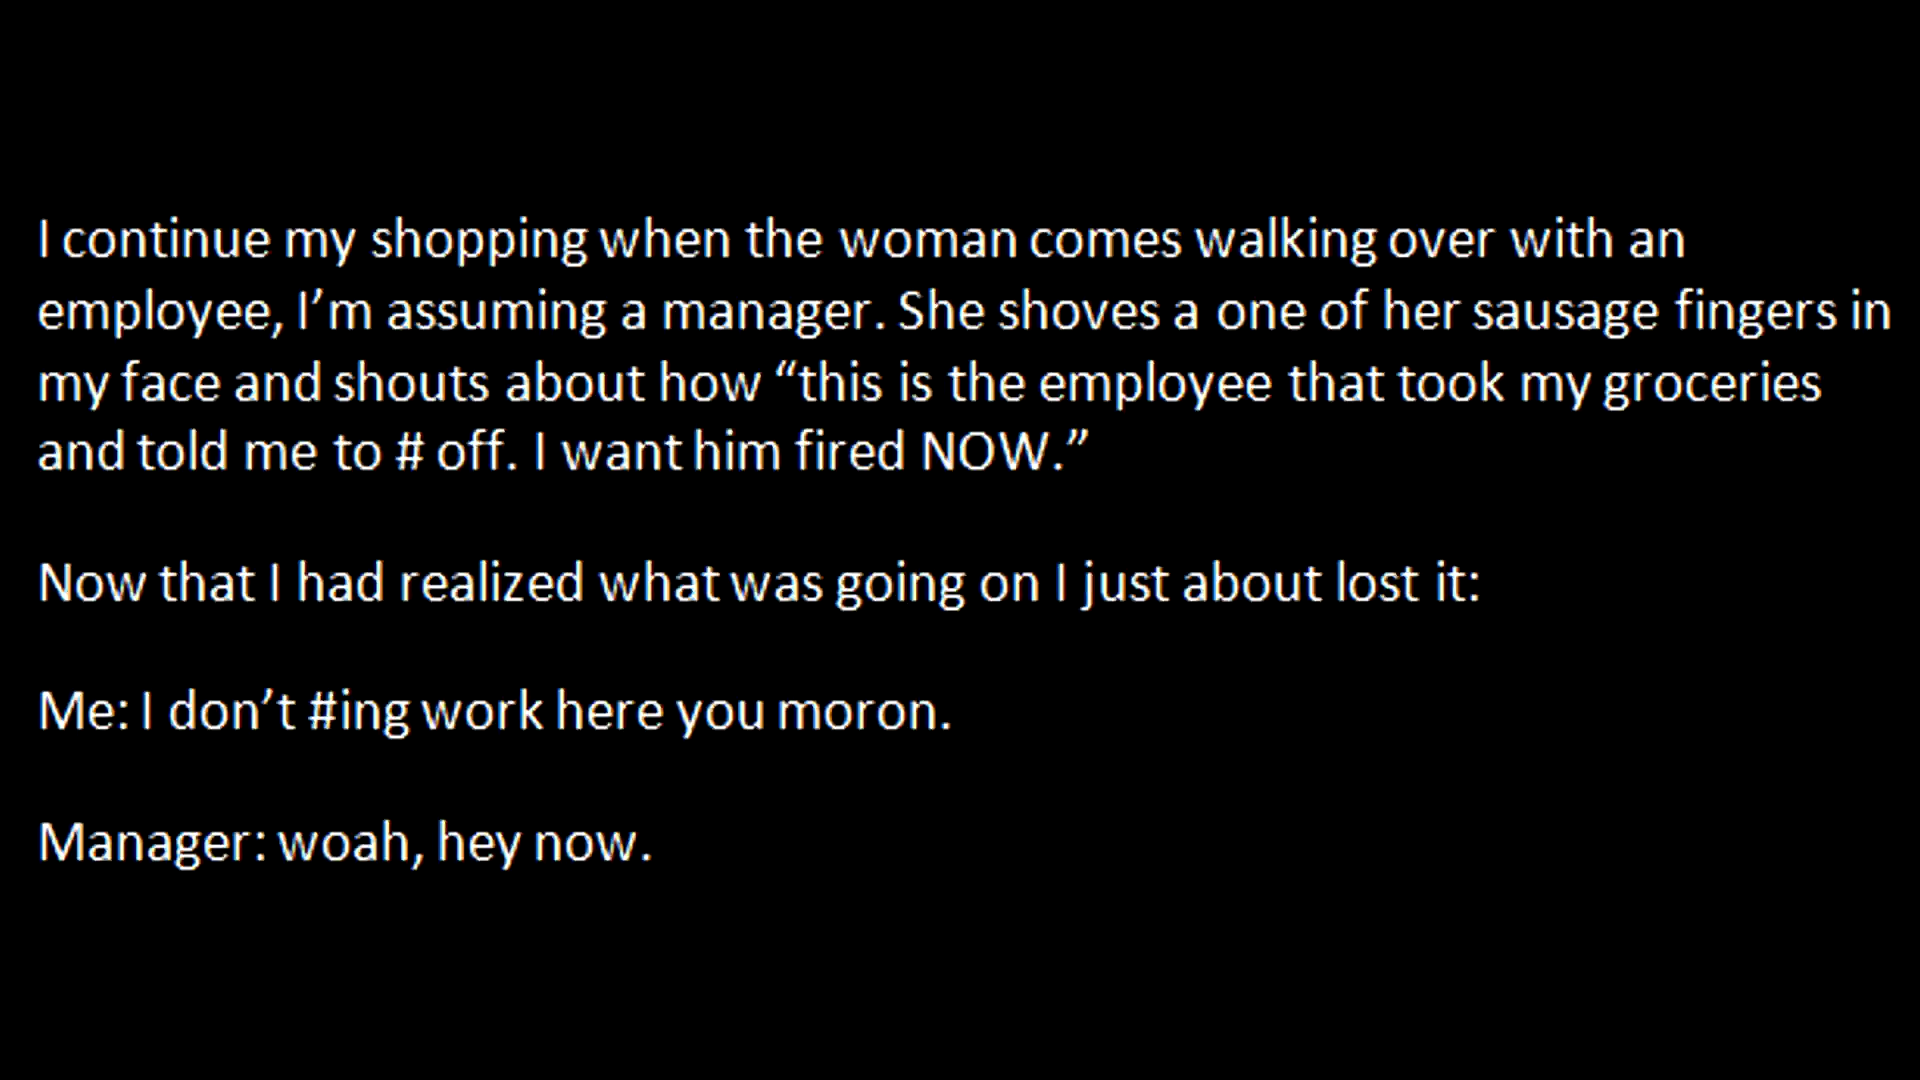 I continue my shopping when the woman comes walking over with an
employee, I’m assuming a manager. She shoves a one of her sausage fingers in
my face and shouts about how “this is the employee that took my groceries
and told me to # off. I want him fired NOW.”
Now that I had realized what was going on I just about lost it:
Me: I don’t #ing work here you moron.
Manager: woah, hey now.